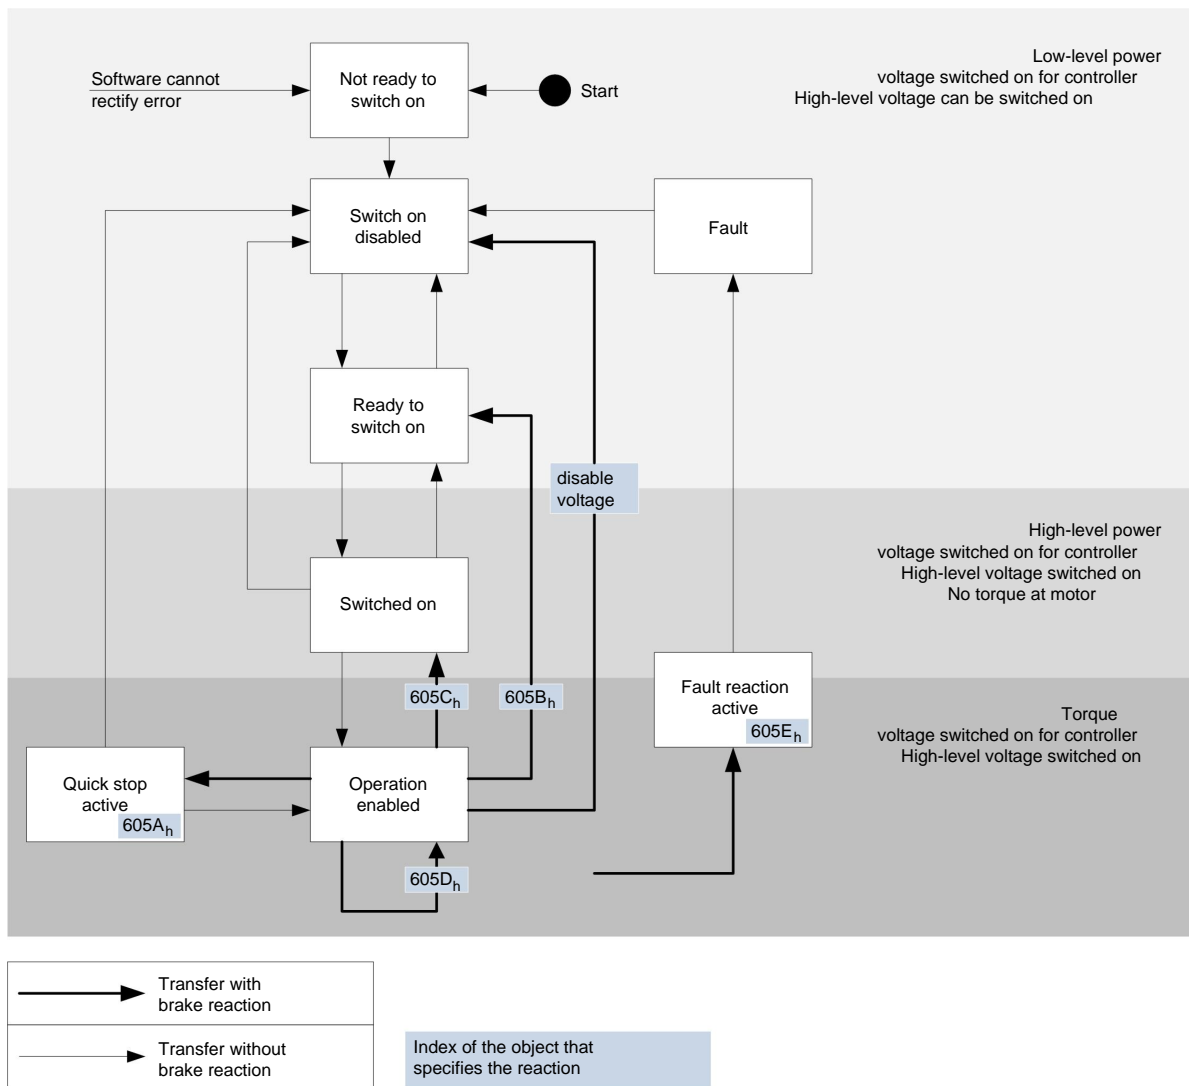 Low-level power
voltage switched on for controller
High-level voltage can be switched on
Software cannot
rectify error
Not ready to
switch on
Start
Switch on
disabled
Fault
Ready to
switch on
disable
voltage
High-level power
voltage switched on for controller
High-level voltage switched on
No torque at motor
Switched on
605Ch
605Bh
Fault reaction
active
605Eh
Torque
voltage switched on for controller
High-level voltage switched on
Quick stop
active
605Ah
Operation
enabled
605Dh
Transfer with
brake reaction
Transfer without
brake reaction
Index of the object that
specifies the reaction